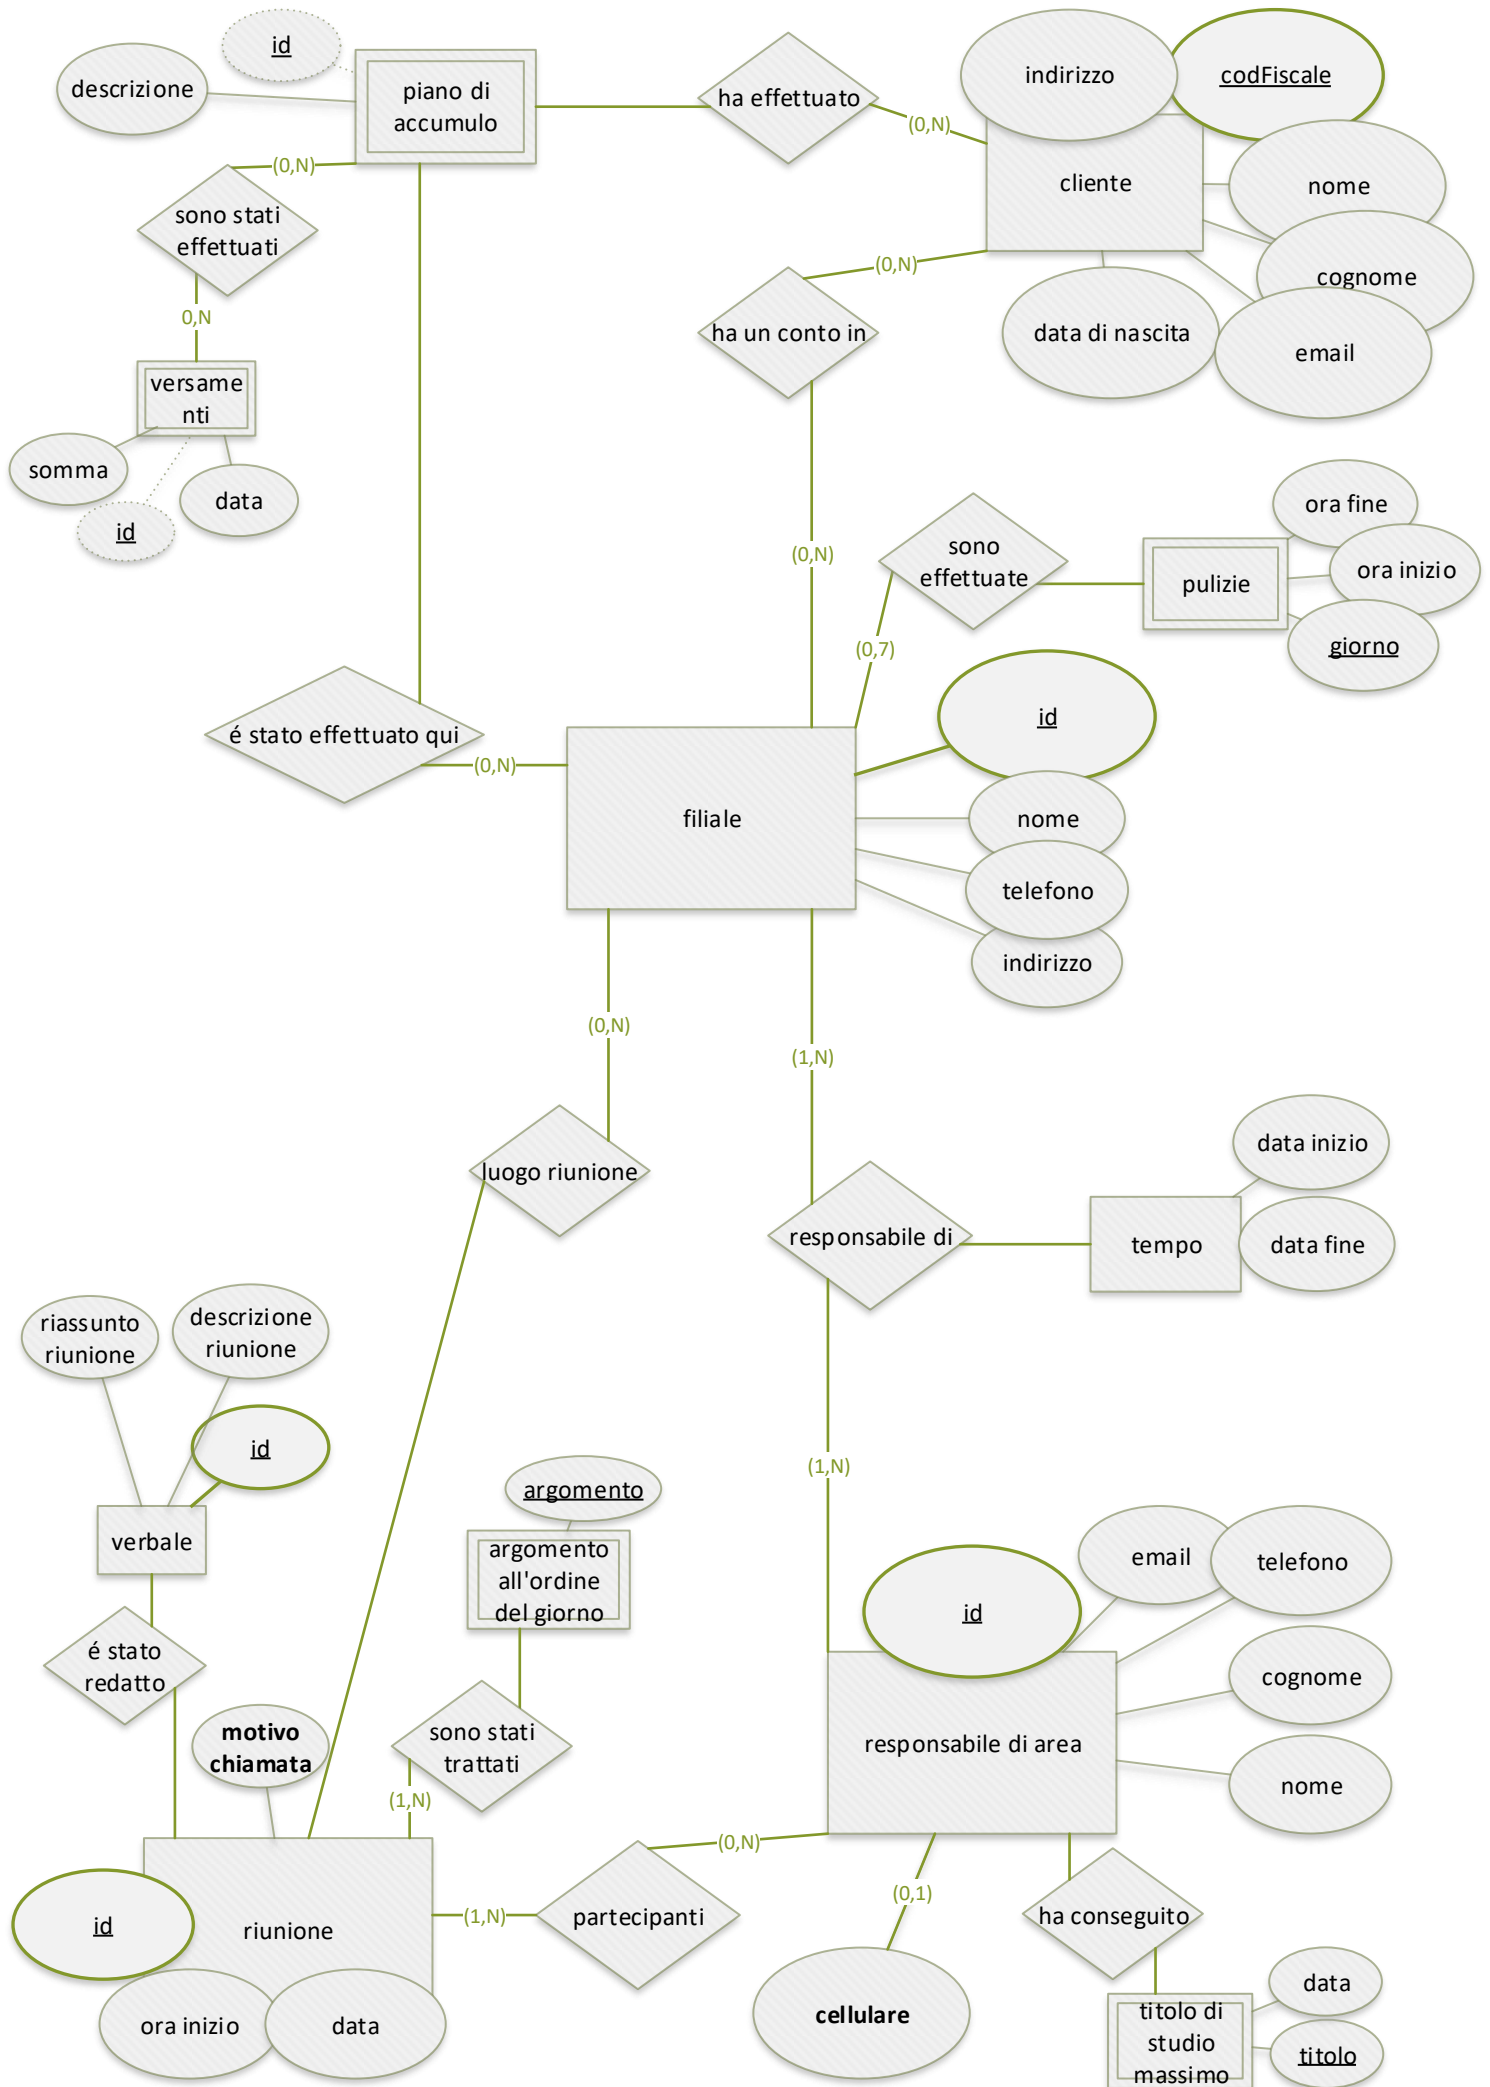 id
descrizione
piano di
accumulo
ha effettuato
(0,N)
indirizzo
codFiscale
cliente
nome
cognome
email
data di nascita
(0,N)
sono stati
effettuati
0,N
versame
nti
somma
id
data
(0,N)
ha un conto in
(0,N)
sono
effettuate
(0,7)
pulizie
ora fine
ora inizio
giorno
é stato effettuato qui
(0,N)
filiale
id
nome
telefono
indirizzo
(0,N)
(1,N)
luogo riunione
responsabile di
tempo
data inizio
data fine
riassunto
riunione
descrizione
riunione
id
verbale
é stato
redatto
(1,N)
argomento
argomento
all'ordine
del giorno
sono stati
trattati
(1,N)
motivo
chiamata
id
riunione
ora inizio
data
(1,N)
partecipanti
(0,N)
id
email
telefono
cognome
nome
responsabile di area
(0,1)
cellulare
ha conseguito
titolo di
studio
massimo
data
titolo